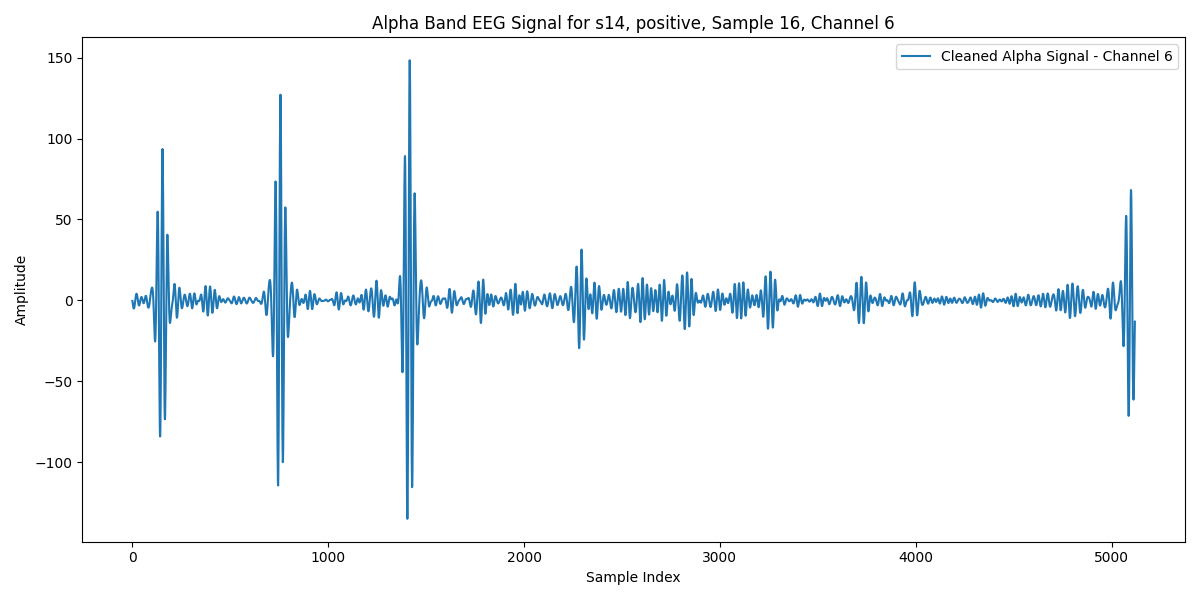 Alpha Band EEG Signal for s14, positive, Sample 16, Channel 6
Cleaned Alpha Signal - Channel 6
150
100
50
0
−50
−100
Amplitude
0 1000 2000 3000 4000 5000
Sample Index